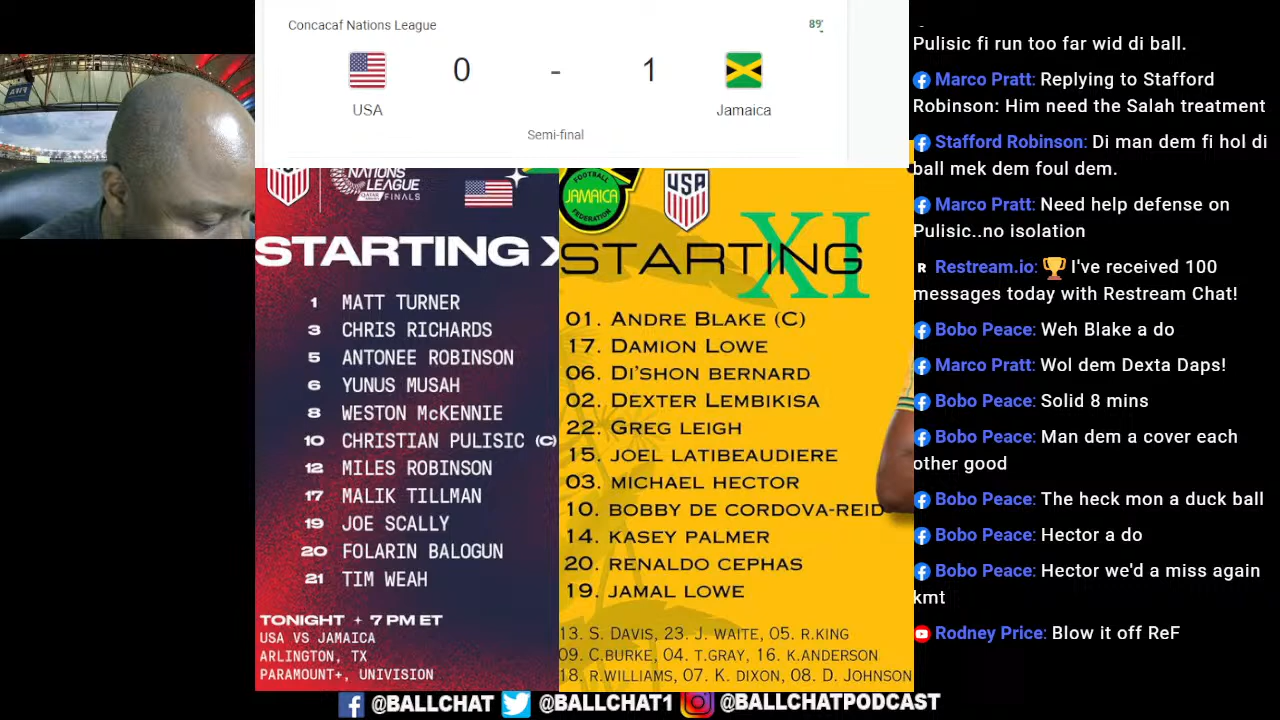 Concacaf Nations League
89'
0 - 1
USA
Jamaica
Semi-final
NATIONS
LEAGUE
FINALS
STARTING X
1 MATT TURNER
3 CHRIS RICHARDS
5 ANTONEE ROBINSON
6 YUNUS MUSAH
8 WESTON McKENNIE
10 CHRISTIAN PULISIC (C)
12 MILES ROBINSON
17 MALIK TILLMAN
19 JOE SCALLY
20 FOLARIN BALOGUN
21 TIM WEAH
TONIGHT + 7 PM ET
USA VS JAMAICA
ARLINGTON, TX
PARAMOUNT+, UNIVISION
FOOTBALL
JAMAICA
FEDERATION
USA
STARTING
XI
01. ANDRE BLAKE (C)
17. DAMION LOWE
06. DI'SHON BERNARD
02. DEXTER LEMBIKISA
22. GREG LEIGH
15. JOEL LATIBEAUDIERE
03. MICHAEL HECTOR
10. BOBBY DE CORDOVA-REID
14. KASEY PALMER
20. RENALDO CEPHAS
19. JAMAL LOWE
13. S. DAVIS, 23. J. WAITE, 05. R.KING
09. C.BURKE, 04. T.GRAY, 16. K.ANDERSON
18. R.WILLIAMS, 07. K. DIXON, 08. D. JOHNSON
Pulisic fi run too far wid di ball.
Marco Pratt: Replying to Stafford
Robinson: Him need the Salah treatment
Stafford Robinson: Di man dem fi hol di
ball mek dem foul dem.
Marco Pratt: Need help defense on
Pulisic..no isolation
R Restream.io: 🏆 I've received 100
messages today with Restream Chat!
Bobo Peace: Weh Blake a do
Marco Pratt: Wol dem Dexta Daps!
Bobo Peace: Solid 8 mins
Bobo Peace: Man dem a cover each
other good
Bobo Peace: The heck mon a duck ball
Bobo Peace: Hector a do
Bobo Peace: Hector we'd a miss again
kmt
Rodney Price: Blow it off ReF
@BALLCHAT @BALLCHAT1 @BALLCHATPODCAST